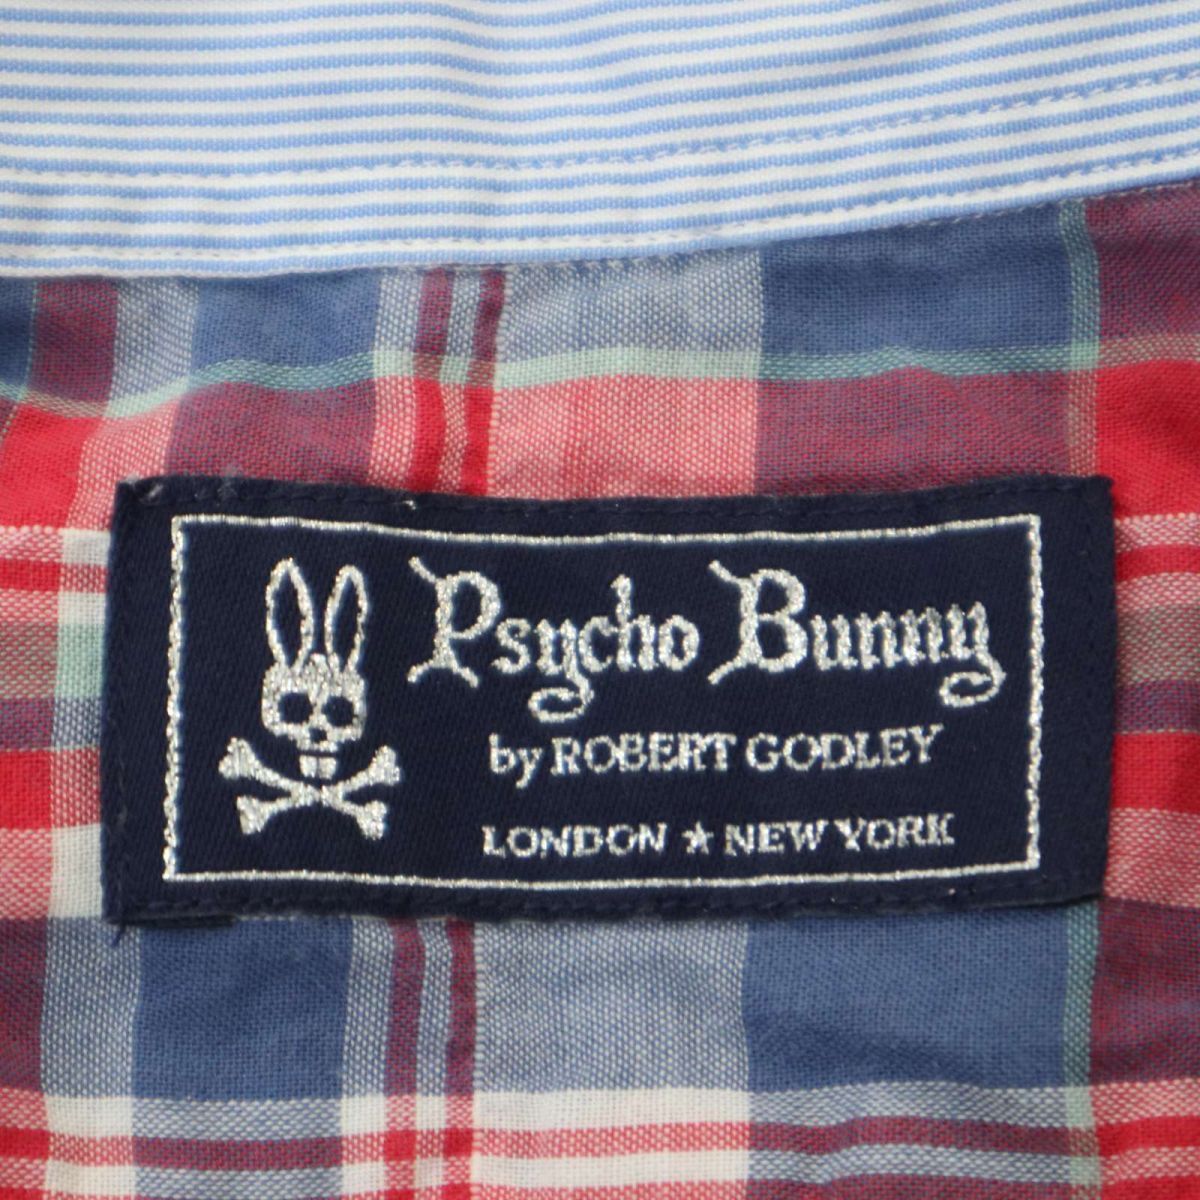 Psycho Bunny
by ROBERT GODLEY
LONDON ★ NEW YORK